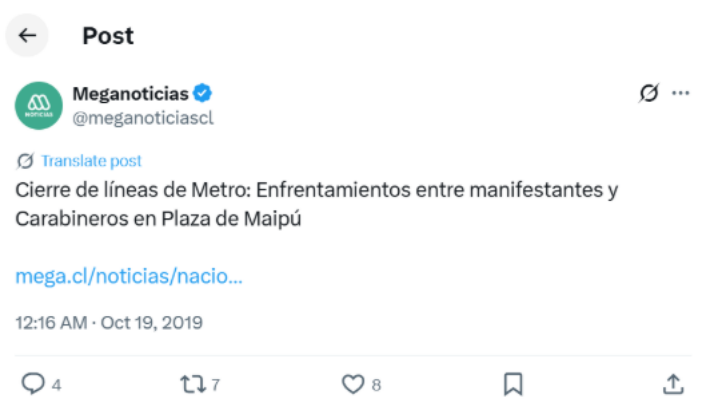 Post
Meganoticias
@meganoticiascl
NOTICIAS
Translate post
Cierre de líneas de Metro: Enfrentamientos entre manifestantes y
Carabineros en Plaza de Maipú
mega.cl/noticias/nacio...
12:16 AM · Oct 19, 2019
4 7 8